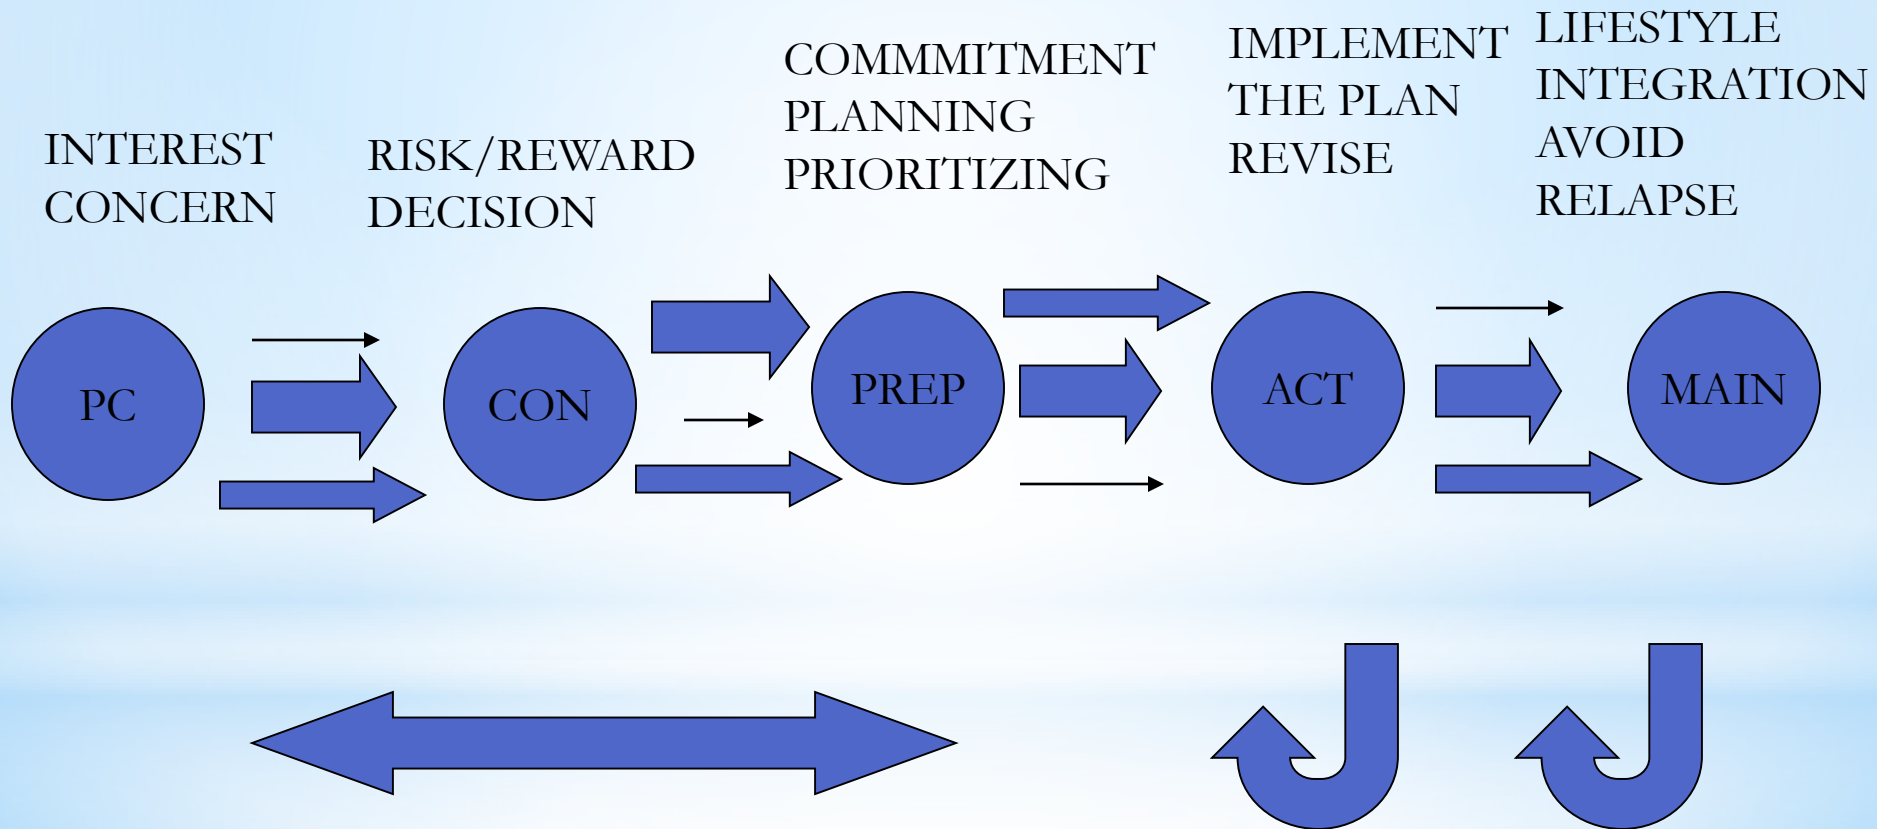 INTEREST
CONCERN
RISK/REWARD
DECISION
COMMMITMENT
PLANNING
PRIORITIZING
IMPLEMENT
THE PLAN
REVISE
LIFESTYLE
INTEGRATION
AVOID
RELAPSE
PC
CON
PREP
ACT
MAIN